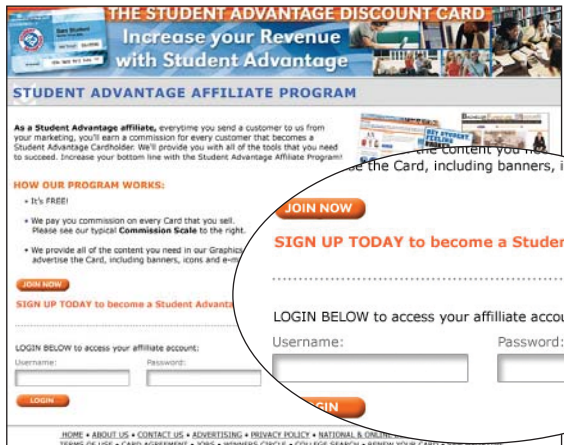 THE STUDENT ADVANTAGE DISCOUNT CARD
Increase your Revenue
with Student Advantage
Sara Student
STUDENT ADVANTAGE AFFILIATE PROGRAM
As a Student Advantage affiliate, everytime you send a customer to us from
your marketing, you'll earn a commission for every customer that becomes a
Student Advantage Cardholder. We'll provide you with all of the tools that you need
to succeed. Increase your bottom line with the Student Advantage Affiliate Program!
HOW OUR PROGRAM WORKS:
• It's FREE!
• We pay you commission on every Card that you sell.
Please see our typical Commission Scale to the right.
• We provide all of the content you need in our Graphics
advertise the Card, including banners, icons and e-m
JOIN NOW
SIGN UP TODAY to become a Student Advanta
LOGIN BELOW to access your affilliate account:
Username:
Password:
LOGIN
HOME • ABOUT US • CONTACT US • ADVERTISING • PRIVACY POLICY • NATIONAL & ONLINE
TERMS OF USE • CARD AGREEMENT • JOBS • WINNERS CIRCLE • COLLEGE SEARCH • RENEW YOUR CARD
the content you need
se the Card, including banners, i
JOIN NOW
SIGN UP TODAY to become a Studen
LOGIN BELOW to access your affilliate accou
Username:
Password:
GIN